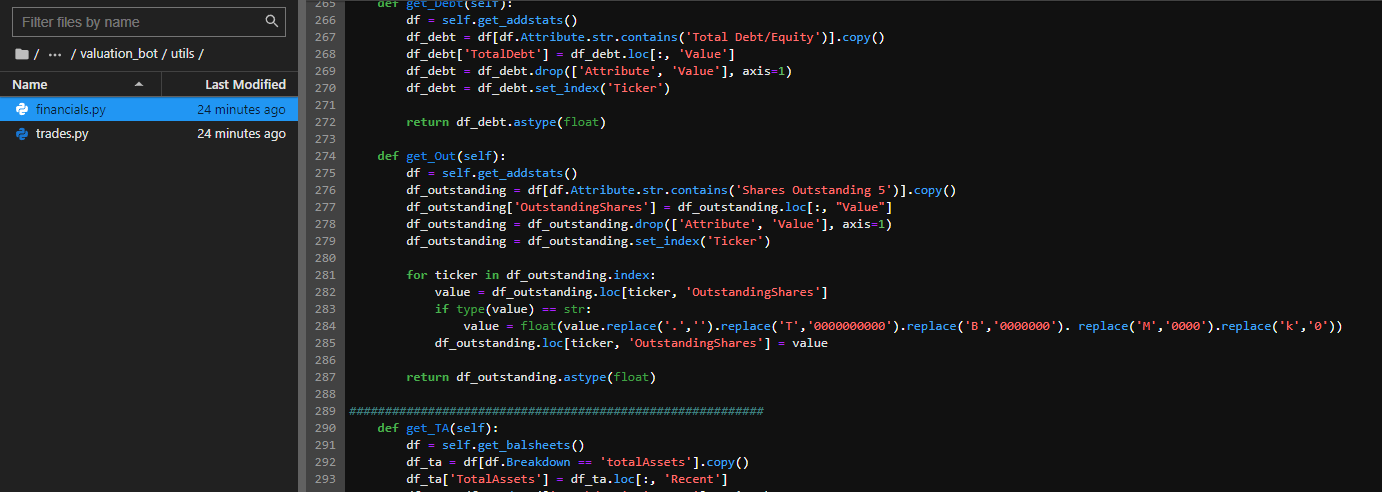 Filter files by name
/ ··· / valuation_bot / utils /
Name Last Modified
financials.py 24 minutes ago
trades.py 24 minutes ago
265 def get_Debt(self):
266 df = self.get_addstats()
267 df_debt = df[df.Attribute.str.contains('Total Debt/Equity')].copy()
268 df_debt['TotalDebt'] = df_debt.loc[:, 'Value']
269 df_debt = df_debt.drop(['Attribute', 'Value'], axis=1)
270 df_debt = df_debt.set_index('Ticker')
271
272 return df_debt.astype(float)
273
274 def get_Out(self):
275 df = self.get_addstats()
276 df_outstanding = df[df.Attribute.str.contains('Shares Outstanding 5')].copy()
277 df_outstanding['OutstandingShares'] = df_outstanding.loc[:, "Value"]
278 df_outstanding = df_outstanding.drop(['Attribute', 'Value'], axis=1)
279 df_outstanding = df_outstanding.set_index('Ticker')
280
281 for ticker in df_outstanding.index:
282 value = df_outstanding.loc[ticker, 'OutstandingShares']
283 if type(value) == str:
284 value = float(value.replace('.','').replace('T','0000000000').replace('B','0000000'). replace('M','0000').replace('k','0'))
285 df_outstanding.loc[ticker, 'OutstandingShares'] = value
286
287 return df_outstanding.astype(float)
288
289 ##########################################################
290 def get_TA(self):
291 df = self.get_balsheets()
292 df_ta = df[df.Breakdown == 'totalAssets'].copy()
293 df_ta['TotalAssets'] = df_ta.loc[:, 'Recent']